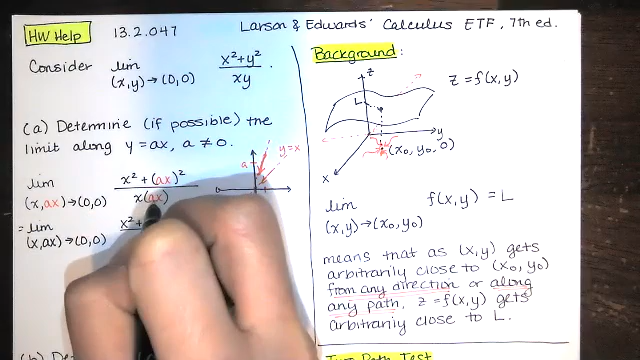 HW Help 13.2.047 Larson & Edwards' Calculus ETF, 7th ed.
Consider lim (x,y)→(0,0) x²+y² / xy .
(a) Determine (if possible) the
limit along y=ax, a ≠ 0.
lim (x,ax)→(0,0) x² + (ax)² / x(ax)
= lim (x,ax)→(0,0) x²+
a
y=x
Background:
z
L
z = f(x,y)
y
(x₀, y₀, 0)
x
lim (x,y)→(x₀,y₀) f(x,y) = L
means that as (x,y) gets
arbitrarily close to (x₀, y₀)
from any direction or along
any path, z = f(x,y) gets
arbitrarily close to L.